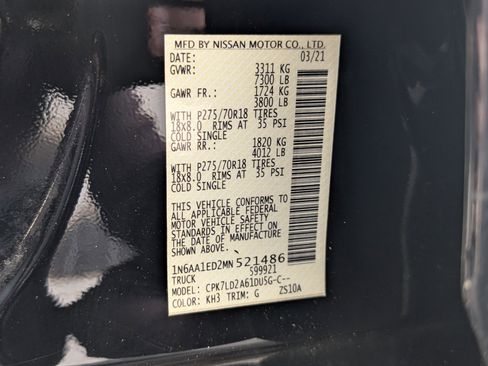 MFD BY NISSAN MOTOR CO., LTD.
DATE: 03/21
GVWR: 3311 KG
7300 LB
GAWR FR.: 1724 KG
3800 LB
WITH P275/70R18 TIRES
18x8.0 RIMS AT 35 PSI
COLD SINGLE
GAWR RR.: 1820 KG
4012 LB
WITH P275/70R18 TIRES
18x8.0 RIMS AT 35 PSI
COLD SINGLE
THIS VEHICLE CONFORMS TO
ALL APPLICABLE FEDERAL
MOTOR VEHICLE SAFETY
STANDARDS IN EFFECT ON
THE DATE OF MANUFACTURE
SHOWN ABOVE.
1N6AA1ED2MN521486
TRUCK 599921
MODEL: CPK7LD2A61DUSG-C--
COLOR: KH3 TRIM: G ZS10A